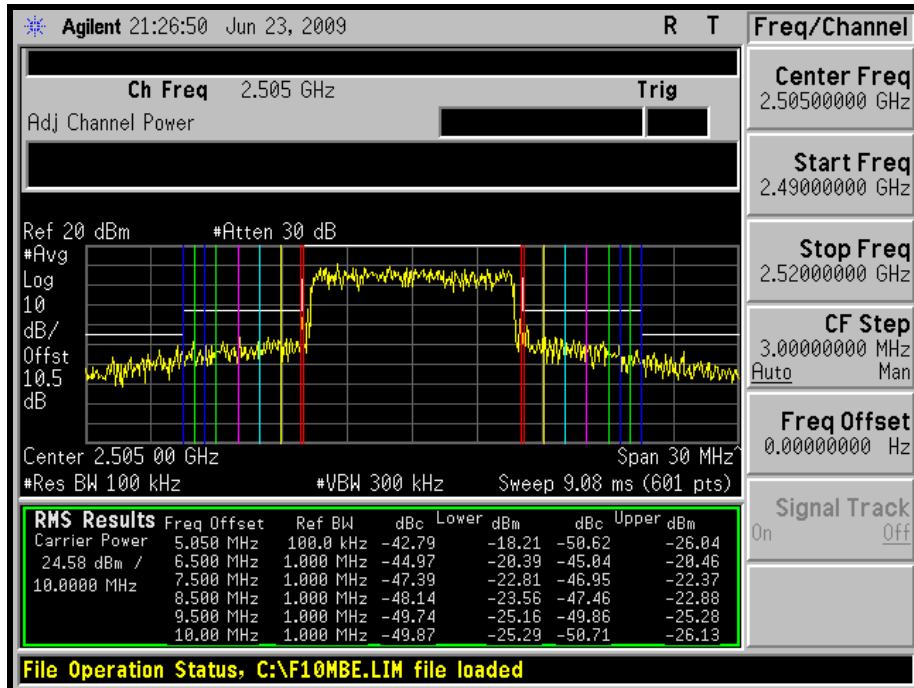 Agilent 21:26:50 Jun 23, 2009 R T
Freq/Channel
Ch Freq 2.505 GHz Trig
Adj Channel Power
Center Freq
2.50500000 GHz
Start Freq
2.49000000 GHz
Stop Freq
2.52000000 GHz
CF Step
3.00000000 MHz
Auto Man
Freq Offset
0.00000000 Hz
Signal Track
On Off
Ref 20 dBm #Atten 30 dB
#Avg
Log
10
dB/
Offst
10.5
dB
Center 2.505 00 GHz Span 30 MHz^
#Res BW 100 kHz #VBW 300 kHz Sweep 9.08 ms (601 pts)
RMS Results Freq Offset Ref BW dBc Lower dBm dBc Upper dBm
Carrier Power 5.050 MHz 100.0 kHz -42.79 -18.21 -50.62 -26.04
24.58 dBm / 6.500 MHz 1.000 MHz -44.97 -20.39 -45.04 -20.46
10.0000 MHz 7.500 MHz 1.000 MHz -47.39 -22.81 -46.95 -22.37
8.500 MHz 1.000 MHz -48.14 -23.56 -47.46 -22.88
9.500 MHz 1.000 MHz -49.74 -25.16 -49.86 -25.28
10.00 MHz 1.000 MHz -49.87 -25.29 -50.71 -26.13
File Operation Status, C:\F10MBE.LIM file loaded